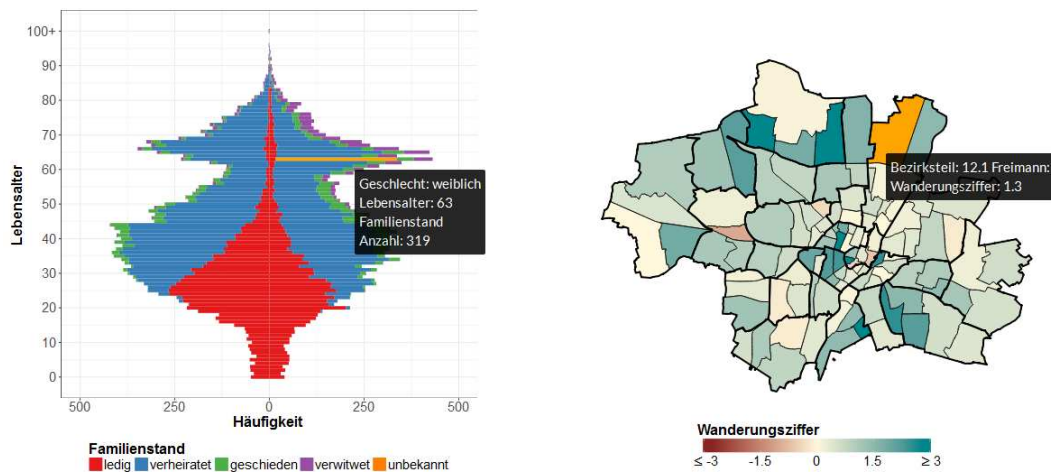 100+
90
80
70
60
50
40
30
20
10
0
Lebensalter
500
250
0
250
500
Häufigkeit
Geschlecht: weiblich
Lebensalter: 63
Familienstand
Anzahl: 319
Familienstand
ledig verheiratet geschieden verwitwet unbekannt
Bezirksteil: 12.1 Freimann:
Wanderungsziffer: 1.3
Wanderungsziffer
≤ -3 -1.5 0 1.5 ≥ 3